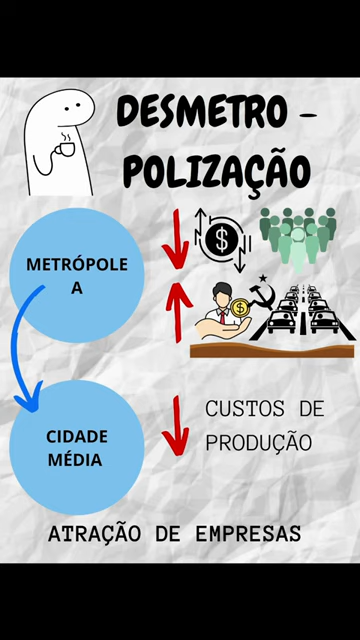 DESMETRO -
POLIZAÇÃO
METRÓPOLE
A
$
$
CIDADE
MÉDIA
CUSTOS DE
PRODUÇÃO
ATRAÇÃO DE EMPRESAS